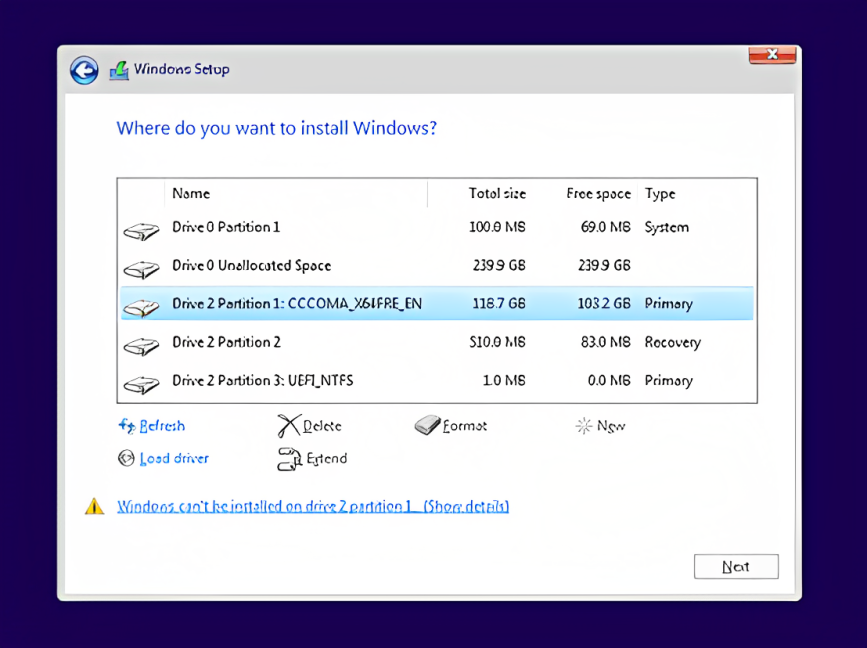 Windows Setup
Where do you want to install Windows?
Name Total size Free space Type
Drive 0 Partition 1 100.0 MB 69.0 MB System
Drive 0 Unallocated Space 239.9 GB 239.9 GB
Drive 2 Partition 1: CCCOMA_X64FRE_EN 118.7 GB 103.2 GB Primary
Drive 2 Partition 2 510.0 MB 83.0 MB Recovery
Drive 2 Partition 3: UEFI_NTFS 1.0 MB 0.0 MB Primary
Refresh Delete Format New
Load driver Extend
Windows can't be installed on drive 2 partition 1. (Show details)
Next